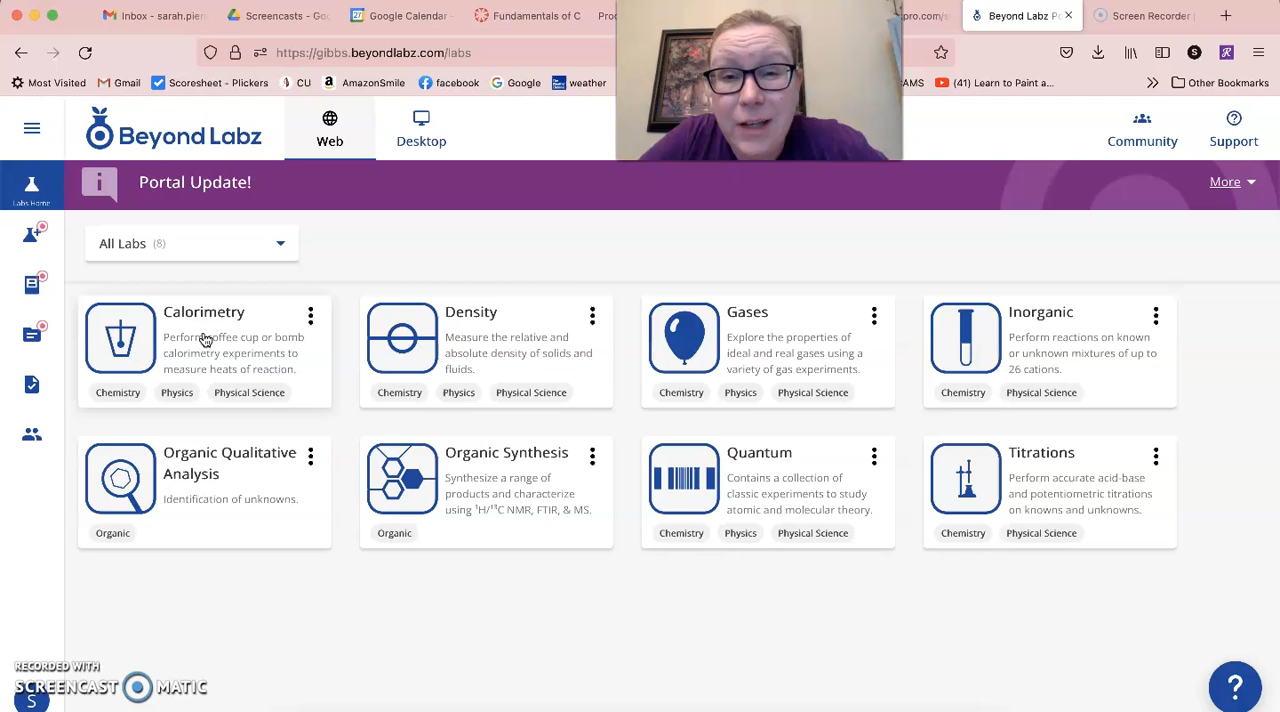 Inbox - sarah.pier
Screencasts - G
Google Calendar -
Fundamentals of C
Pro
pro.com/s
Beyond Labz Po
Screen Recorder
https://gibbs.beyondlabz.com/labs
Most Visited
Gmail
Scoresheet - Plickers
CU
AmazonSmile
facebook
Google
weather
AMS
(41) Learn to Paint a...
Other Bookmarks
Beyond Labz
Web
Desktop
Community
Support
Labs Home
Portal Update!
More
All Labs (8)
Calorimetry
Perform coffee cup or bomb
calorimetry experiments to
measure heats of reaction.
Chemistry Physics Physical Science
Density
Measure the relative and
absolute density of solids and
fluids.
Chemistry Physics Physical Science
Gases
Explore the properties of
ideal and real gases using a
variety of gas experiments.
Chemistry Physics Physical Science
Inorganic
Perform reactions on known
or unknown mixtures of up to
26 cations.
Chemistry Physical Science
Organic Qualitative
Analysis
Identification of unknowns.
Organic
Organic Synthesis
Synthesize a range of
products and characterize
using ¹H/¹³C NMR, FTIR, & MS.
Organic
Quantum
Contains a collection of
classic experiments to study
atomic and molecular theory.
Chemistry Physics Physical Science
Titrations
Perform accurate acid-base
and potentiometric titrations
on knowns and unknowns.
Chemistry Physical Science
RECORDED WITH
SCREENCAST MATIC
S
?